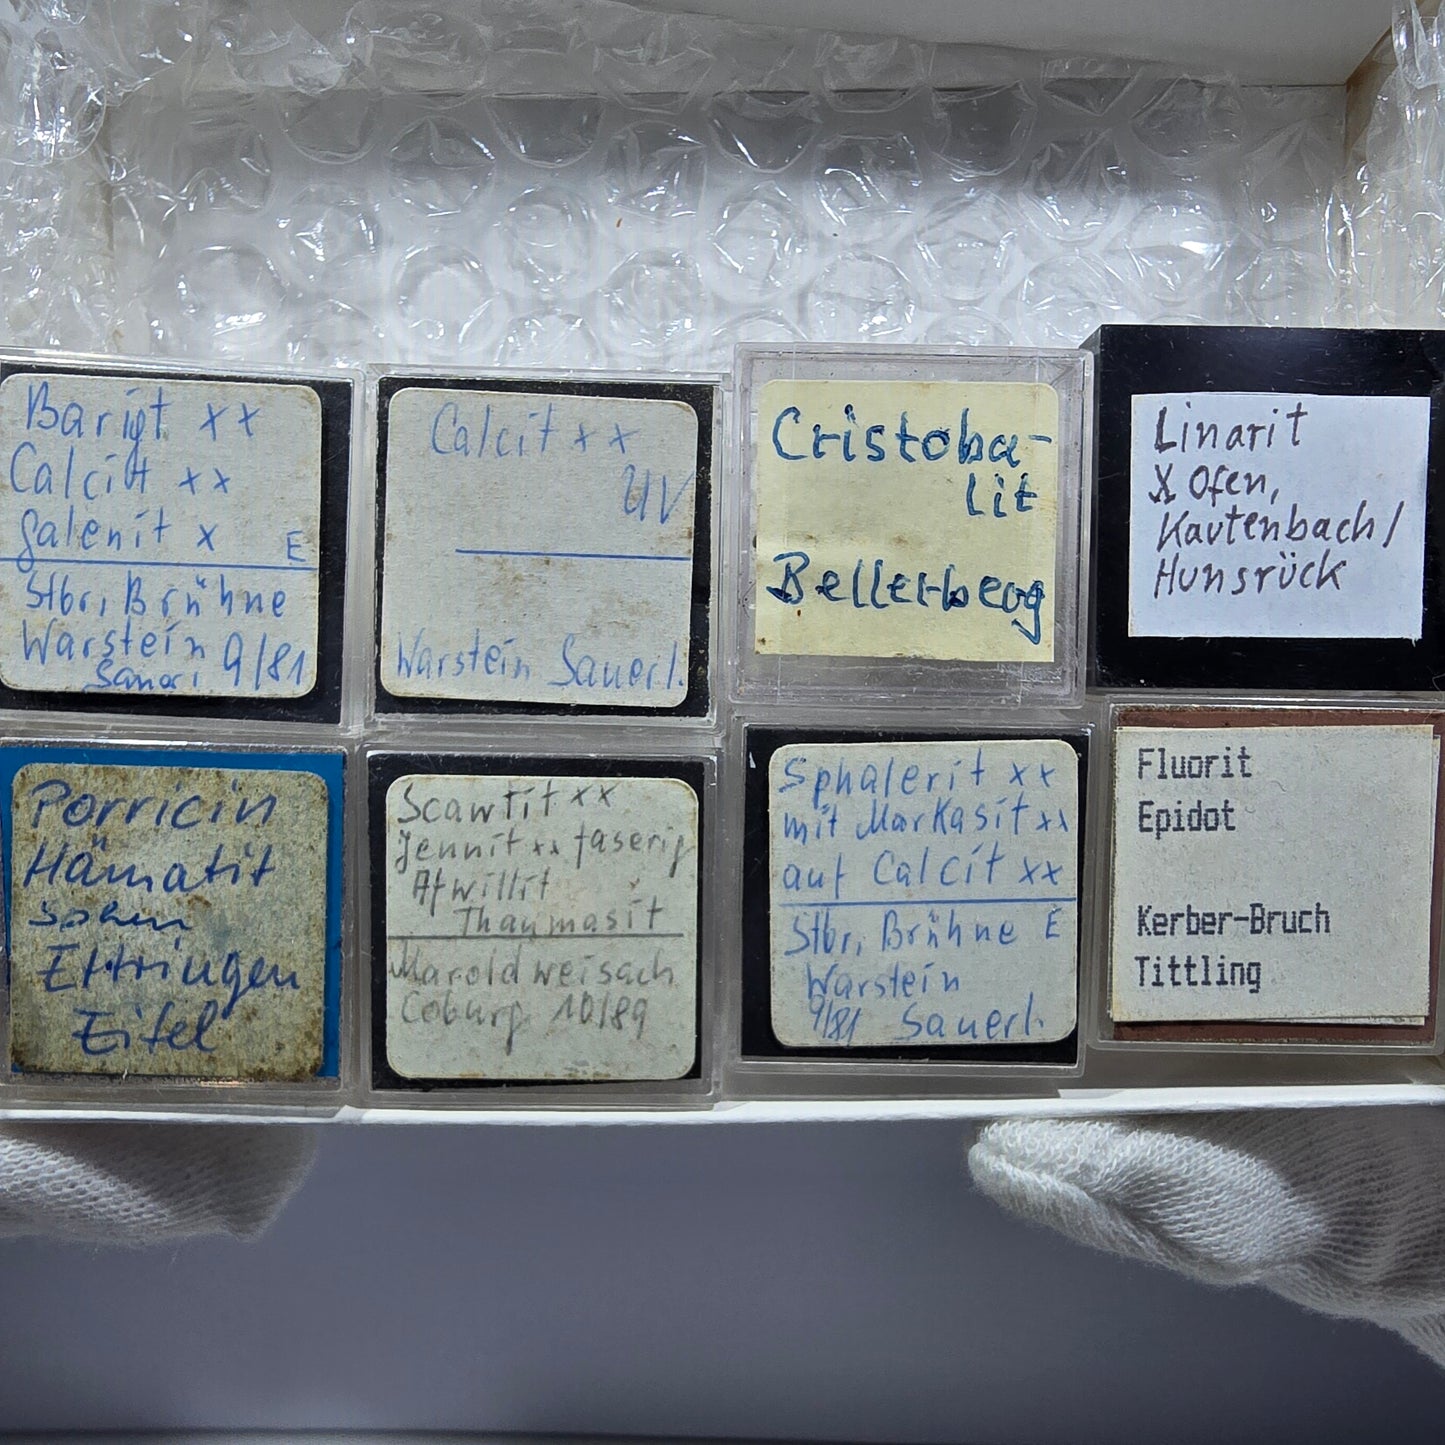 Baryt xx
Calcit xx
Galenit x E
Stbr, Brühne
Warstein 9/81
Calcit xx
UV
Warstein Sauerl.
Cristoba-
lit
Bellerberg
Linarit
X Ofen,
Kautenbach/
Hunsrück
Porricin
Hämatit
Sphen
Ettringen
Eifel
Scawtit xx
Jennit xx faserig
Afwillit
Thaumasit
Maroldweisach
Coburg 10/89
Sphalerit xx
mit Markasit xx
auf Calcit xx
Stbr, Brühne E
Warstein
9/81 Sauerl.
Fluorit
Epidot
Kerber-Bruch
Tittling